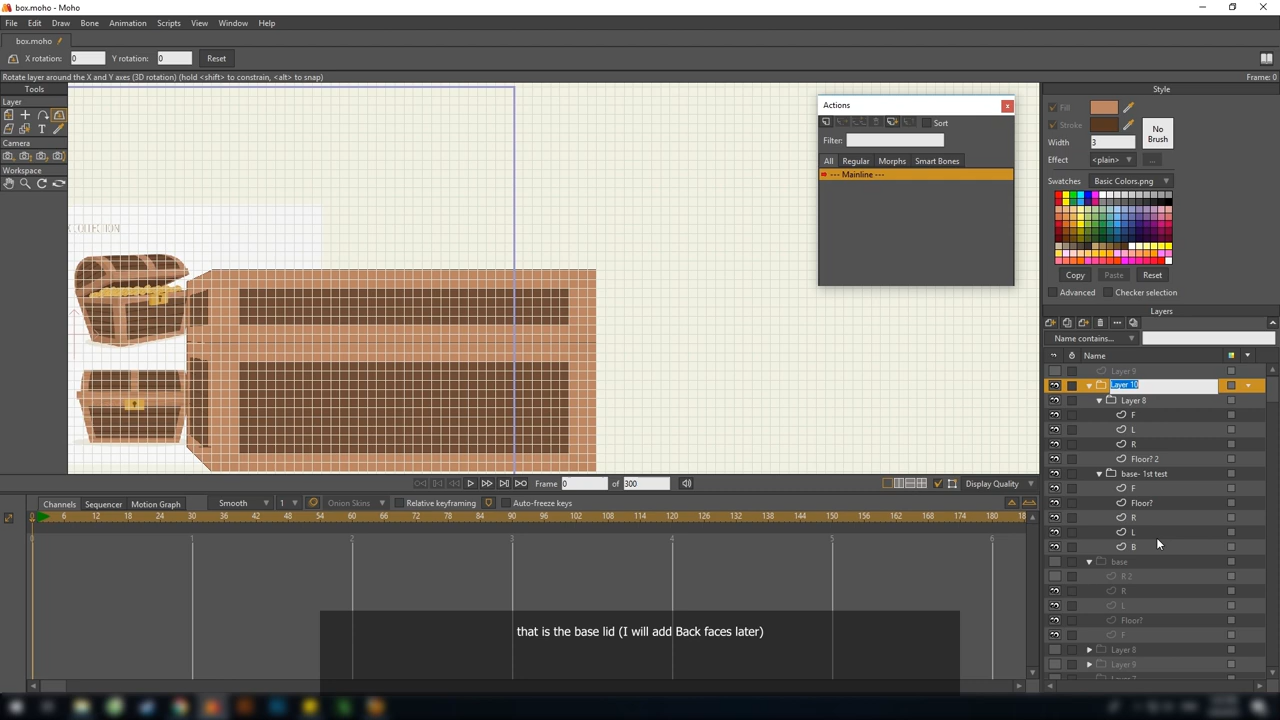 box.moho - Moho
File Edit Draw Bone Animation Scripts View Window Help
box.moho
X rotation: 0 Y rotation: 0 Reset
Rotate layer around the X and Y axes (3D rotation) (hold <shift> to constrain, <alt> to snap) Frame: 0
Tools
Layer
Camera
Workspace
COLLECTION
Actions
Sort
Filter:
All Regular Morphs Smart Bones
--- Mainline ---
Style
Fill
Stroke
No Brush
Width 3
Effect <plain> ...
Swatches Basic Colors.png
Copy Paste Reset
Advanced Checker selection
Layers
Name contains...
Name
Layer 9
Layer 10
Layer 8
F
L
R
Floor? 2
base- 1st test
F
Floor?
R
L
B
base
R 2
R
L
Floor?
F
Layer 8
Layer 9
Frame 0 of 300 Display Quality
Channels Sequencer Motion Graph Smooth 1 Onion Skins Relative keyframing Auto-freeze keys
0 6 12 18 24 30 36 42 48 54 60 66 72 78 84 90 96 102 108 114 120 126 132 138 144 150 156 162 168 174 180 18
0 1 2 3 4 5 6
that is the base lid (I will add Back faces later)